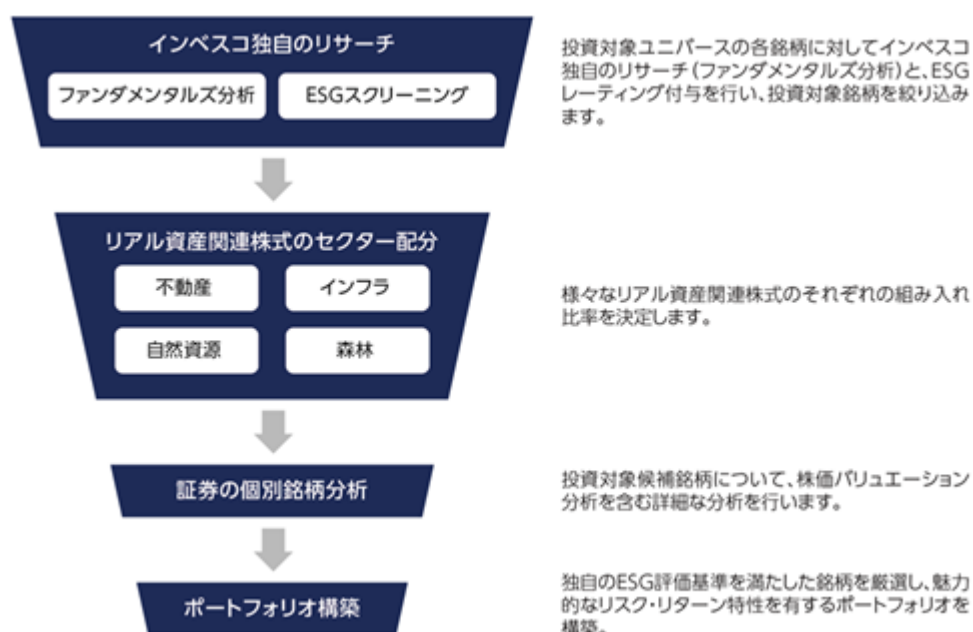 インベスコ独自のリサーチ
ファンダメンタルズ分析
ESGスクリーニング
投資対象ユニバースの各銘柄に対してインベスコ
独自のリサーチ(ファンダメンタルズ分析)と、ESG
レーティング付与を行い、投資対象銘柄を絞り込み
ます。
リアル資産関連株式のセクター配分
不動産
インフラ
自然資源
森林
様々なリアル資産関連株式のそれぞれの組み入れ
比率を決定します。
証券の個別銘柄分析
投資対象候補銘柄について、株価バリュエーション
分析を含む詳細な分析を行います。
ポートフォリオ構築
独自のESG評価基準を満たした銘柄を厳選し、魅力
的なリスク・リターン特性を有するポートフォリオを
構築。